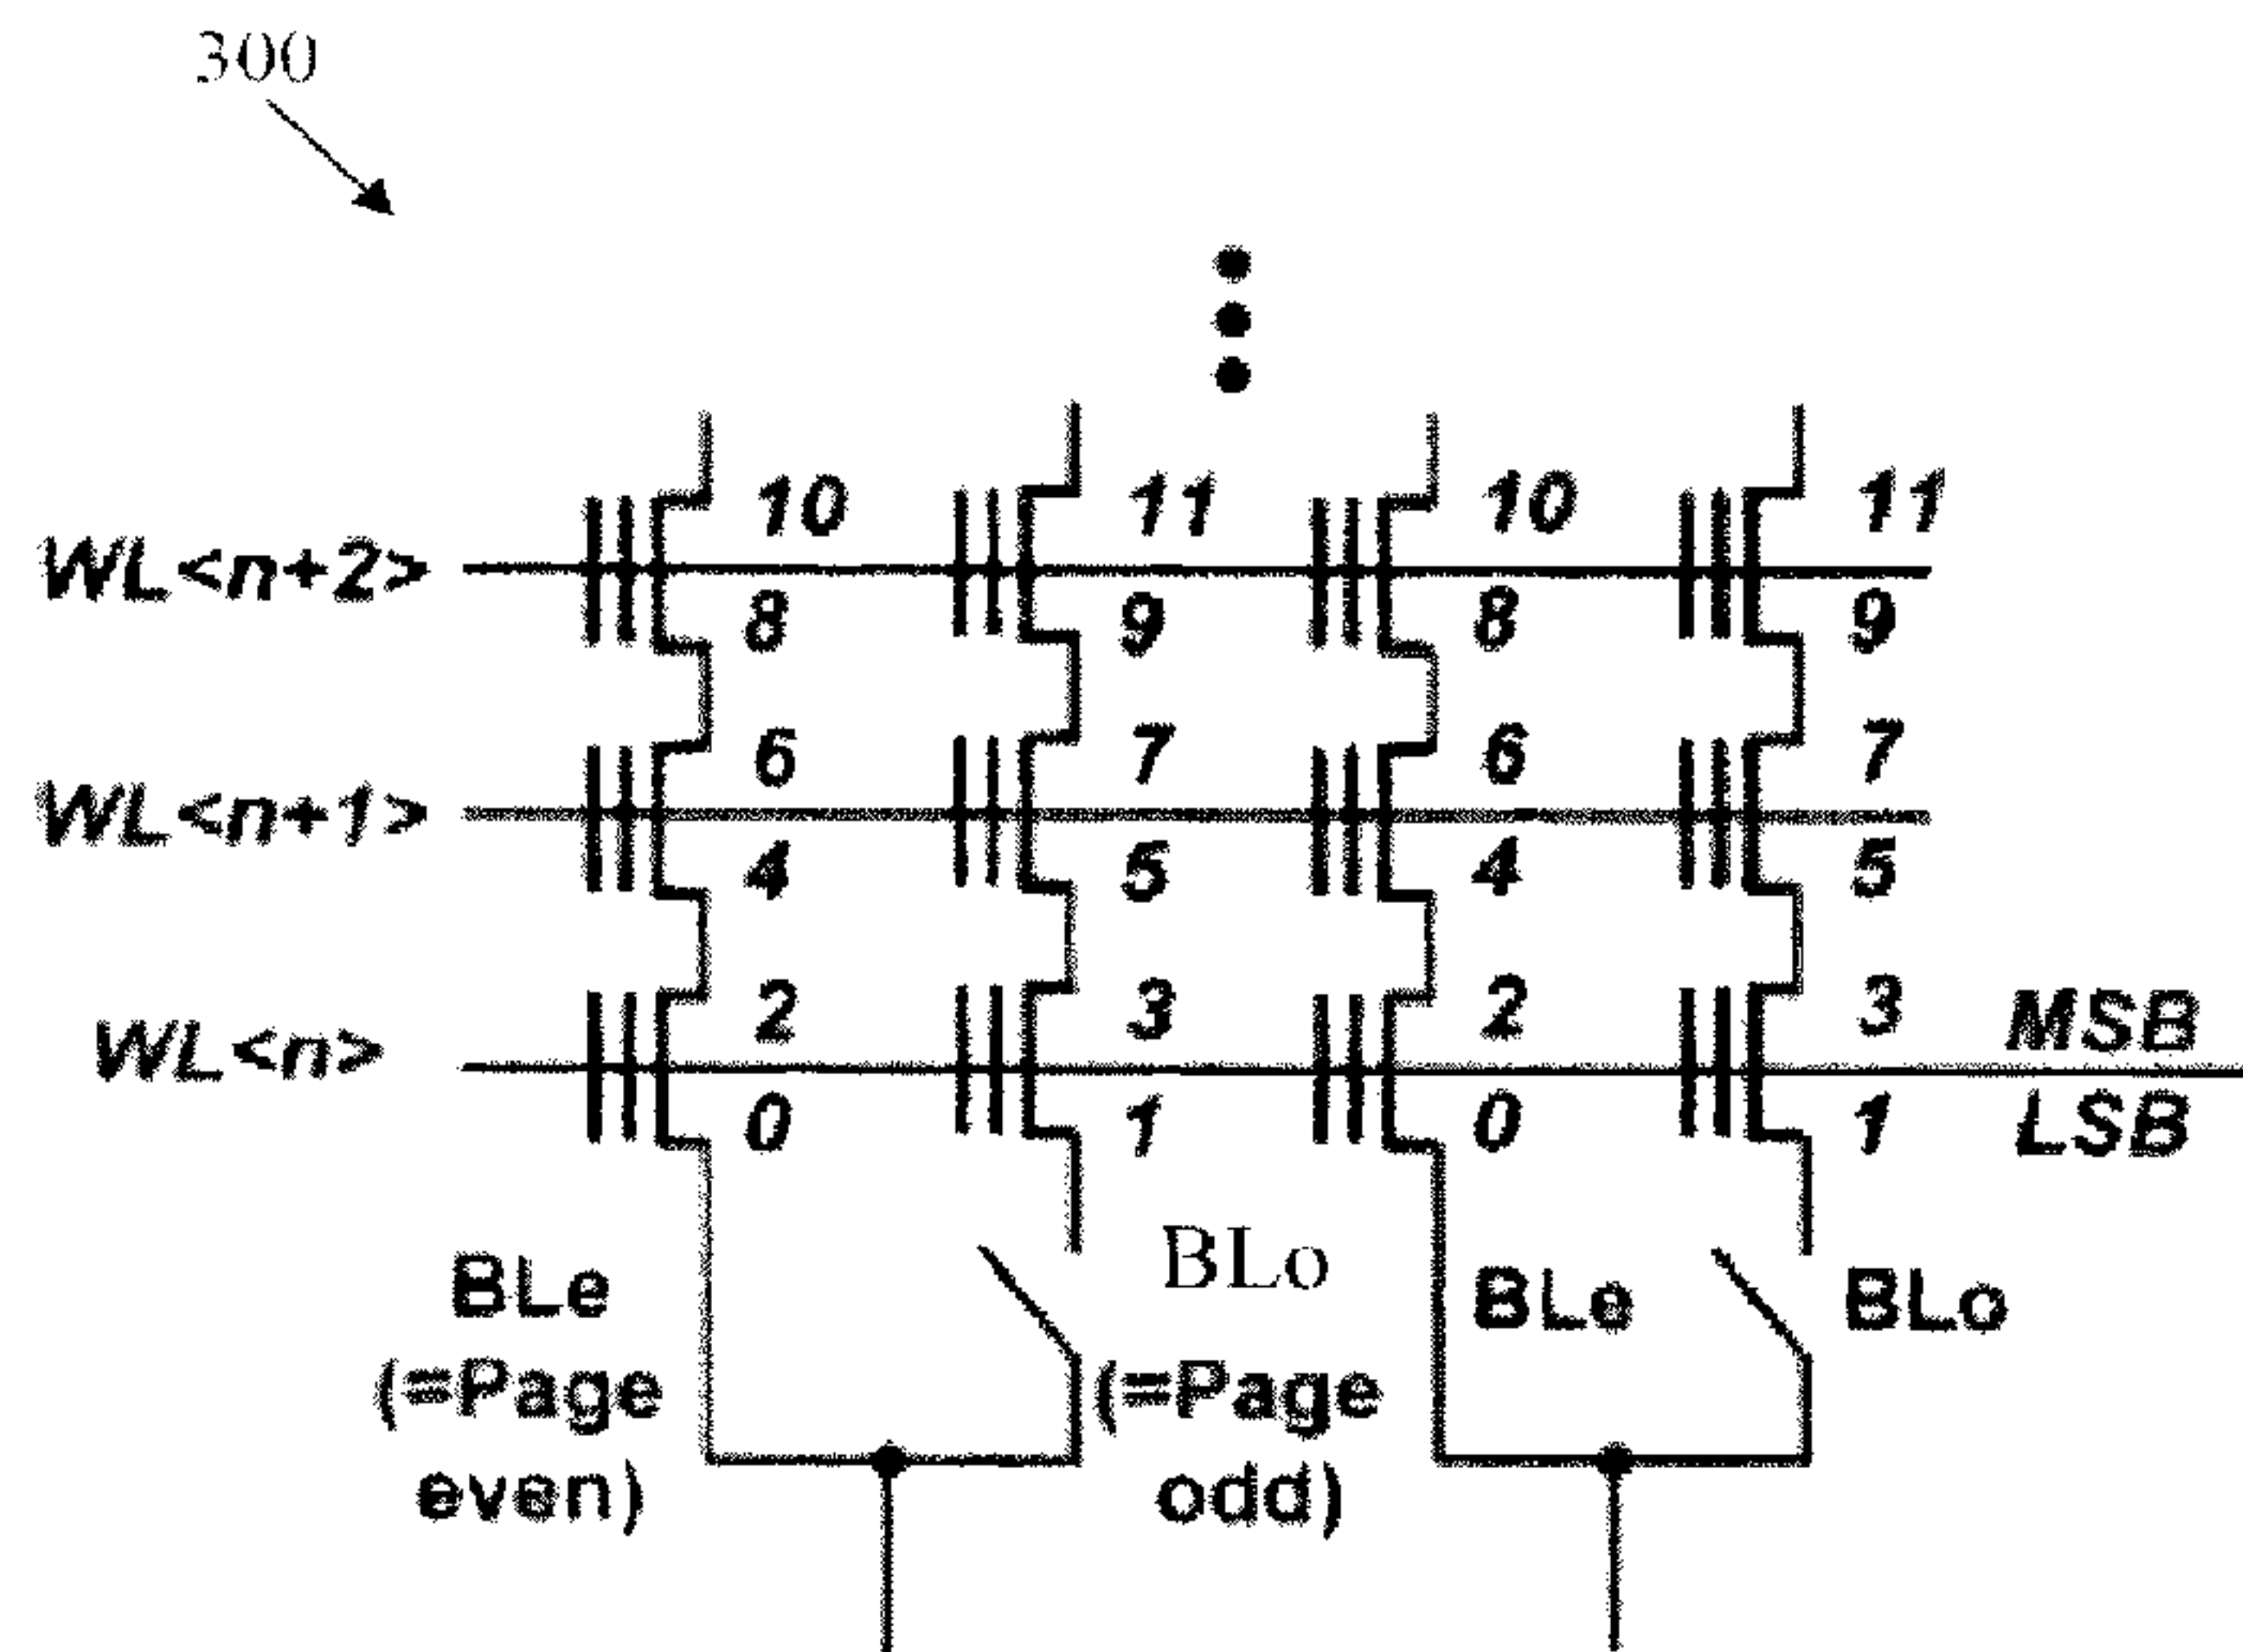 300
10 11 10 11
WL<n+2>
8 9 8 9
6 7 6 7
WL<n+1>
4 5 4 5
2 3 2 3 MSB
WL<n>
0 1 0 1 LSB
BLe
(=Page
even)
BLo
(=Page
odd)
BLe
BLo